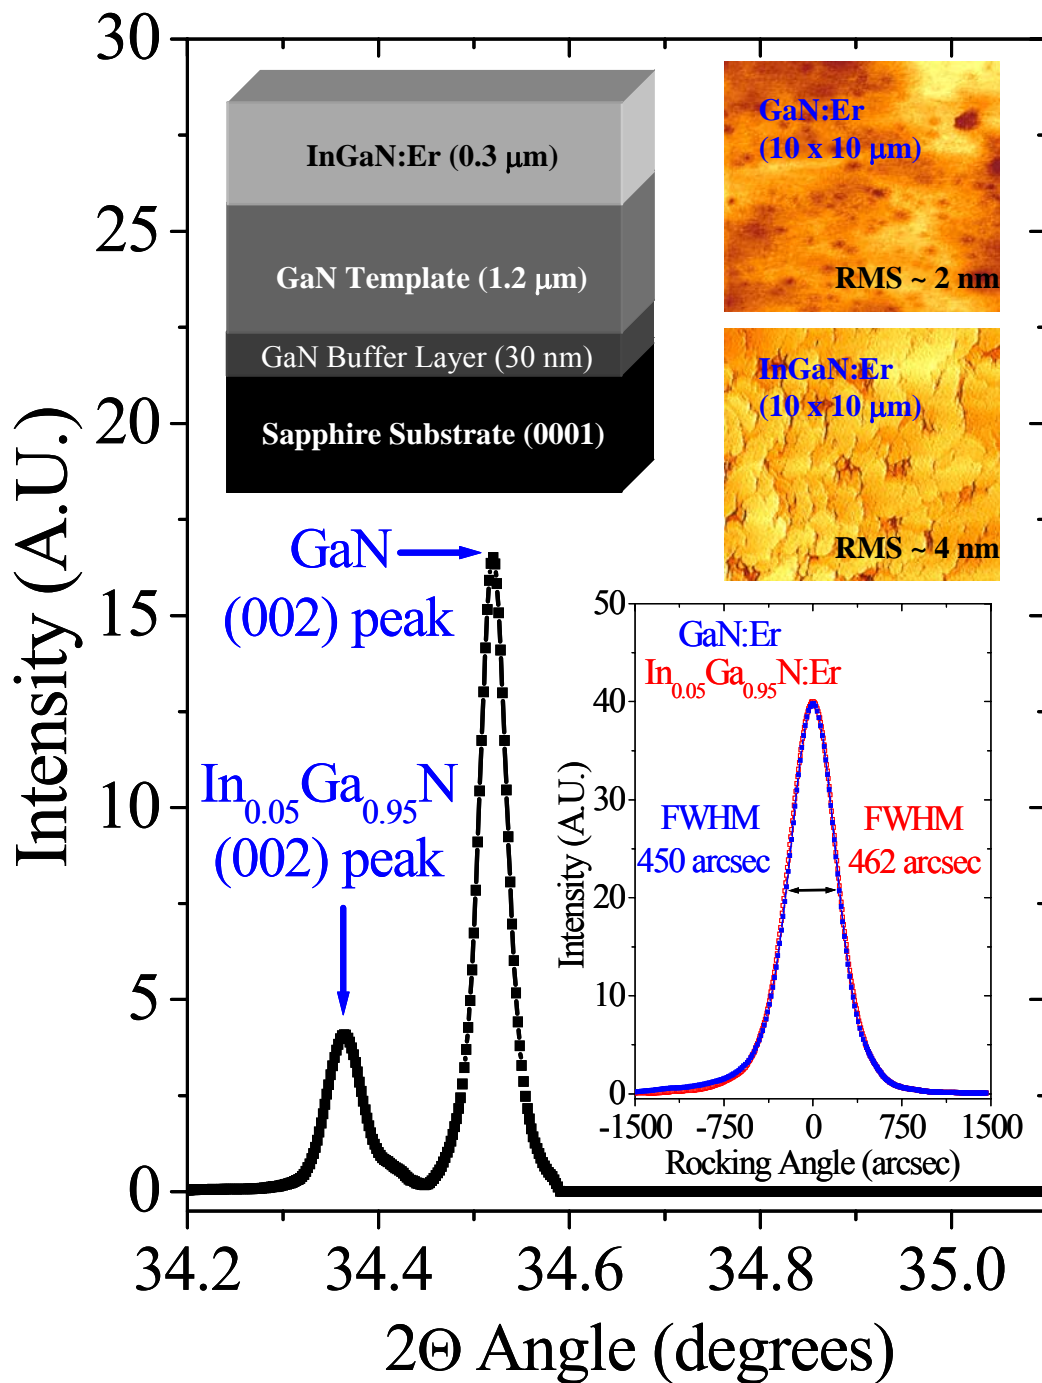 30
25
20
15
10
5
0
Intensity (A.U.)
34.2
34.4
34.6
34.8
35.0
2Θ Angle (degrees)
InGaN:Er (0.3 μm)
GaN Template (1.2 μm)
GaN Buffer Layer (30 nm)
Sapphire Substrate (0001)
GaN:Er
(10 x 10 μm)
RMS ~ 2 nm
InGaN:Er
(10 x 10 μm)
RMS ~ 4 nm
GaN
(002) peak
In0.05Ga0.95N
(002) peak
50
40
30
20
10
0
Intensity (A.U.)
GaN:Er
In0.05Ga0.95N:Er
FWHM
450 arcsec
FWHM
462 arcsec
-1500
-750
0
750
1500
Rocking Angle (arcsec)